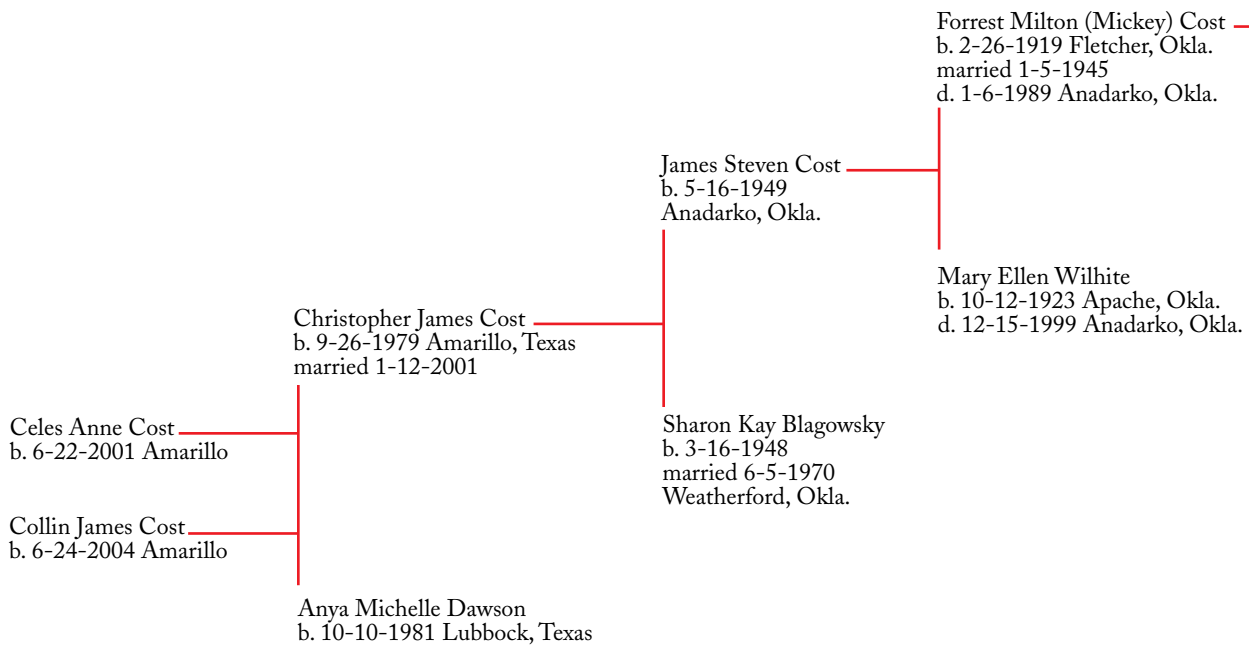 Forrest Milton (Mickey) Cost
b. 2-26-1919 Fletcher, Okla.
married 1-5-1945
d. 1-6-1989 Anadarko, Okla.
James Steven Cost
b. 5-16-1949
Anadarko, Okla.
Mary Ellen Wilhite
b. 10-12-1923 Apache, Okla.
d. 12-15-1999 Anadarko, Okla.
Christopher James Cost
b. 9-26-1979 Amarillo, Texas
married 1-12-2001
Sharon Kay Blagowsky
b. 3-16-1948
married 6-5-1970
Weatherford, Okla.
Celes Anne Cost
b. 6-22-2001 Amarillo
Collin James Cost
b. 6-24-2004 Amarillo
Anya Michelle Dawson
b. 10-10-1981 Lubbock, Texas